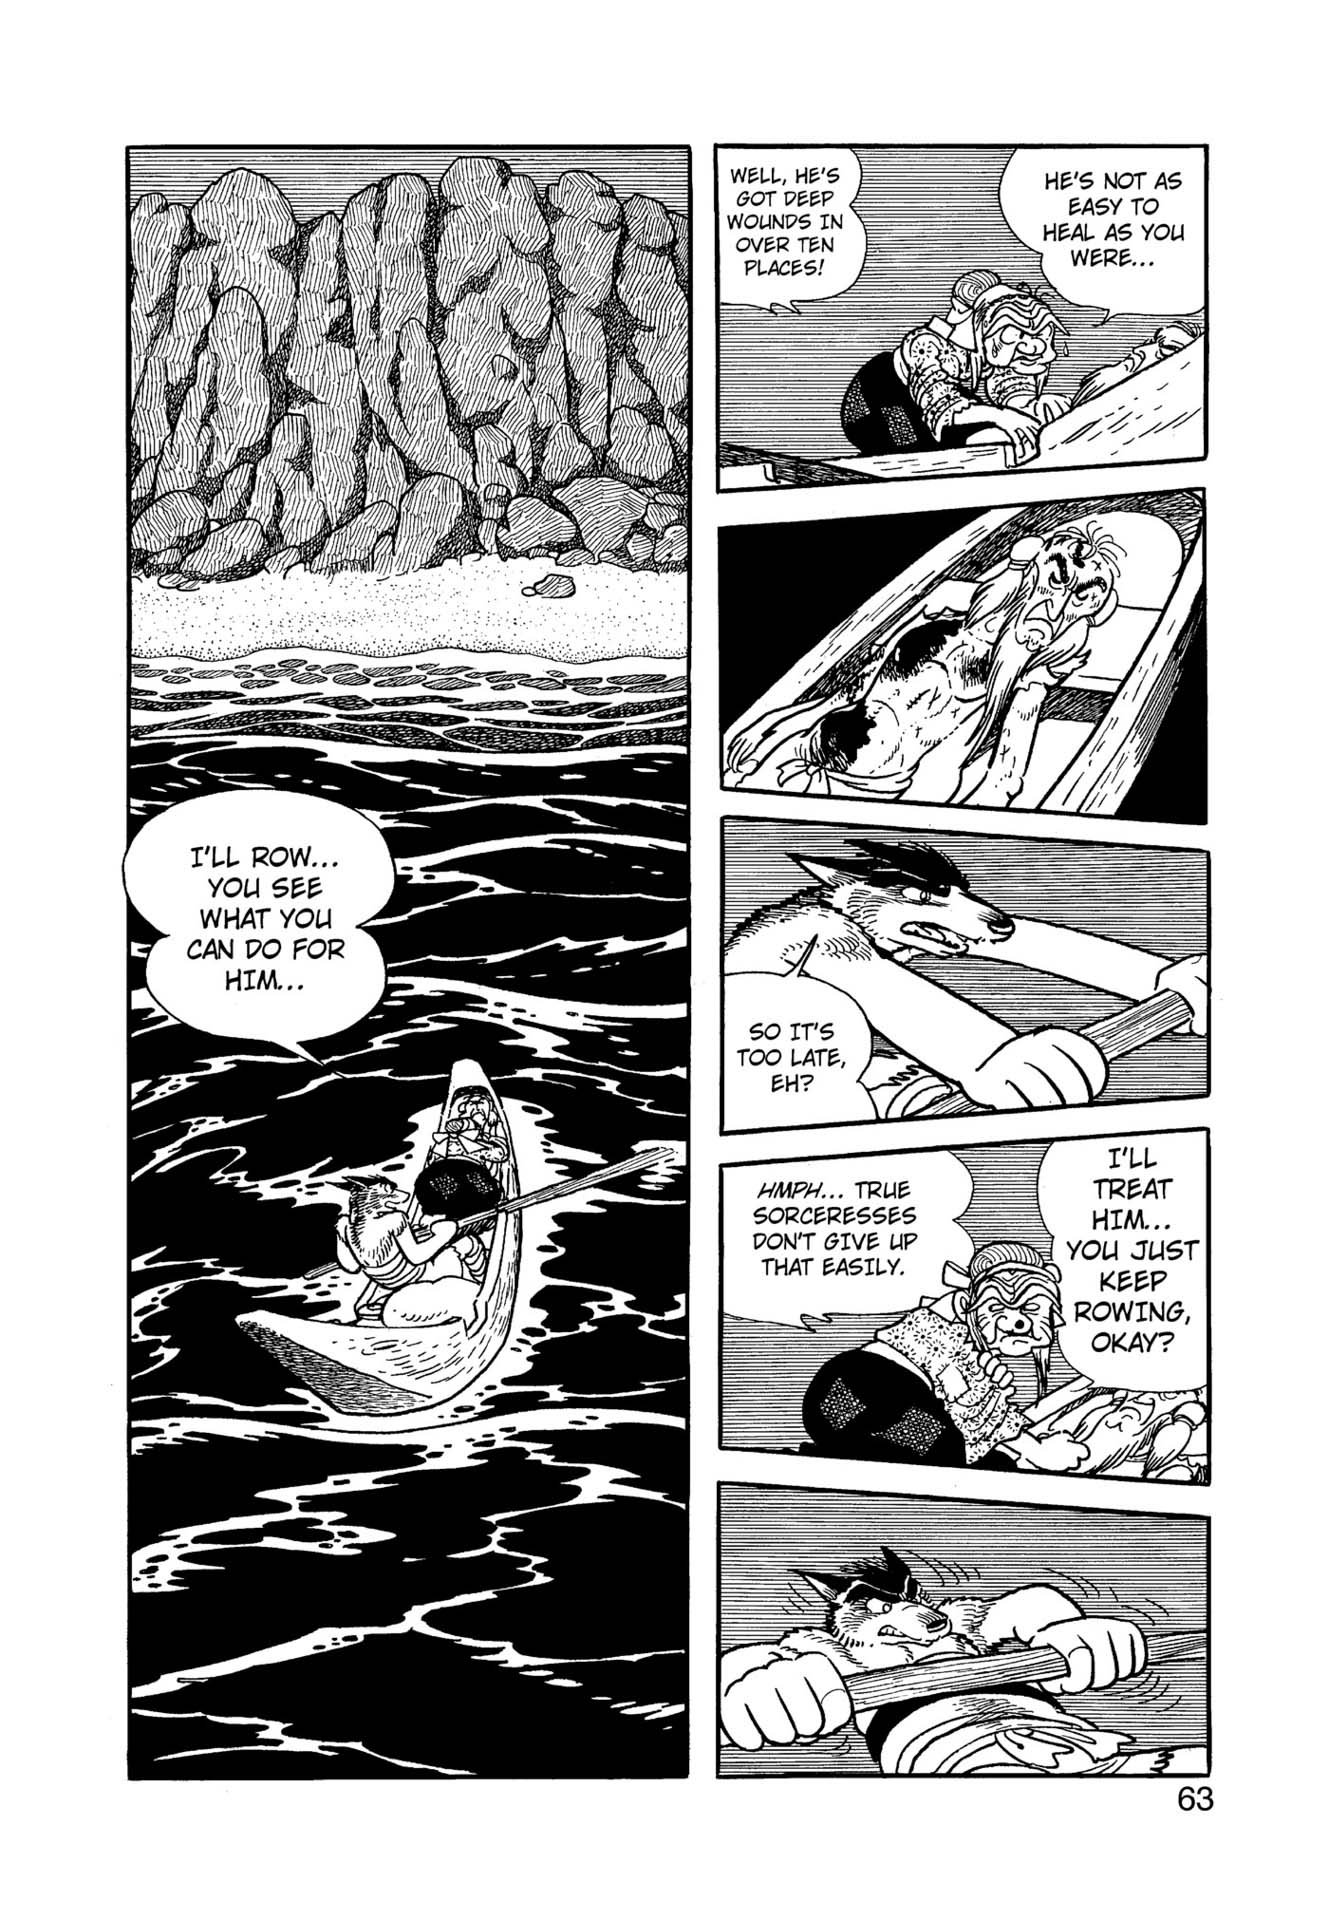 I'LL ROW...
YOU SEE
WHAT YOU
CAN DO FOR
HIM...
WELL, HE'S
GOT DEEP
WOUNDS IN
OVER TEN
PLACES!
HE'S NOT AS
EASY TO
HEAL AS YOU
WERE...
SO IT'S
TOO LATE,
EH?
HMPH... TRUE
SORCERESSES
DON'T GIVE UP
THAT EASILY.
I'LL
TREAT
HIM...
YOU JUST
KEEP
ROWING,
OKAY?
63